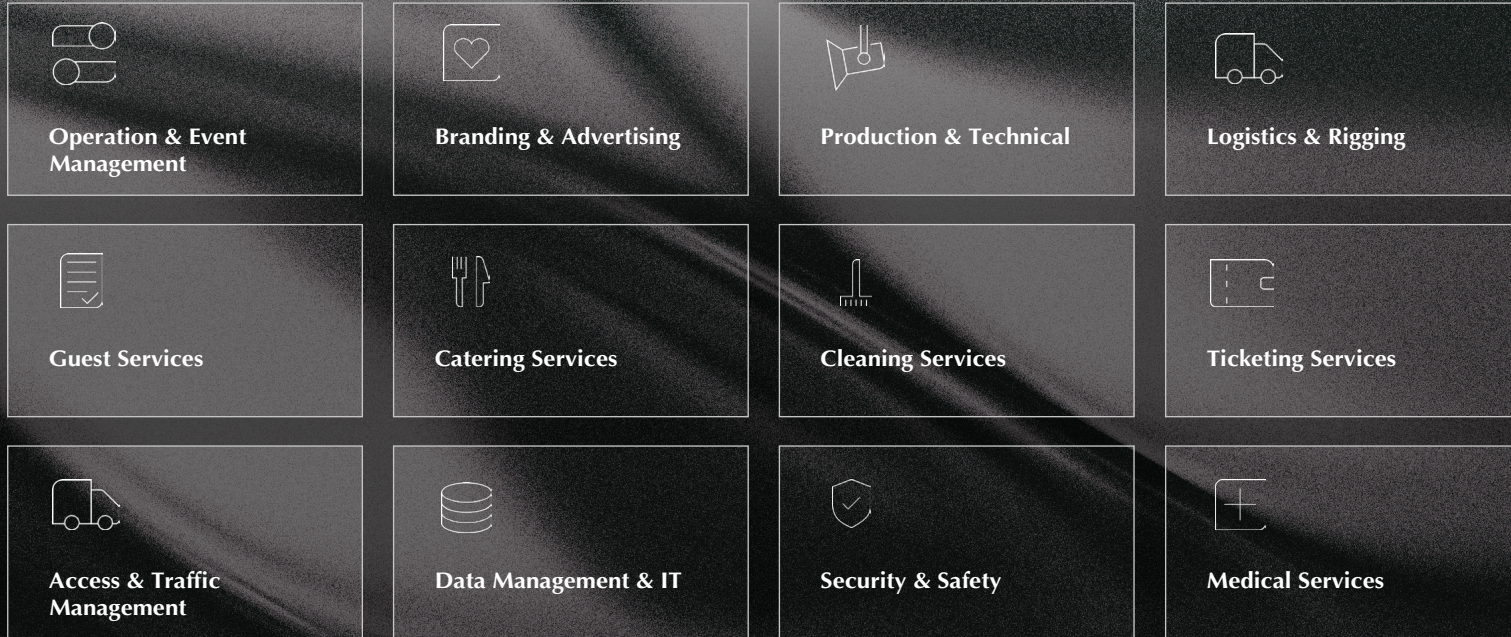 Operation & Event
Management
Branding & Advertising
Production & Technical
Logistics & Rigging
Guest Services
Catering Services
Cleaning Services
Ticketing Services
Access & Traffic
Management
Data Management & IT
Security & Safety
Medical Services